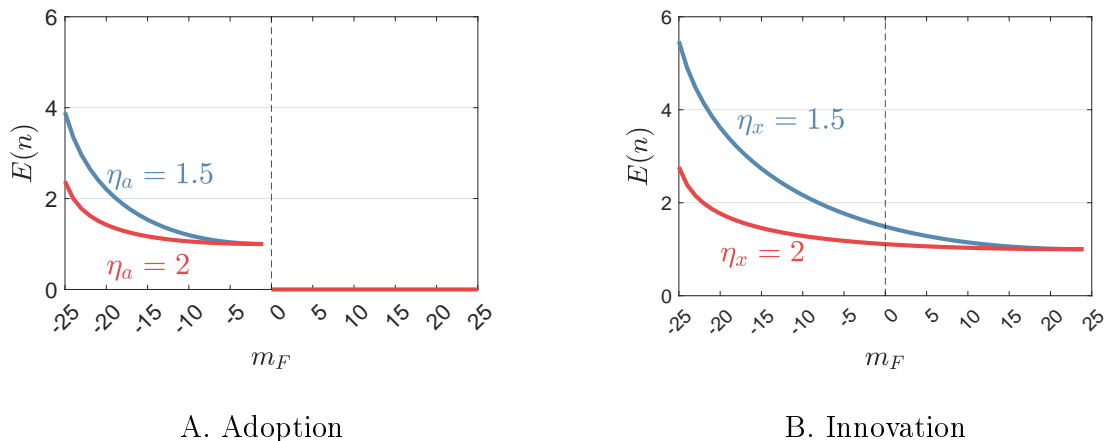 6
4
2
0
E(n)
η_a = 1.5
η_a = 2
-25 -20 -15 -10 -5 0 5 10 15 20 25
m_F
A. Adoption
6
4
2
0
E(n)
η_x = 1.5
η_x = 2
-25 -20 -15 -10 -5 0 5 10 15 20 25
m_F
B. Innovation